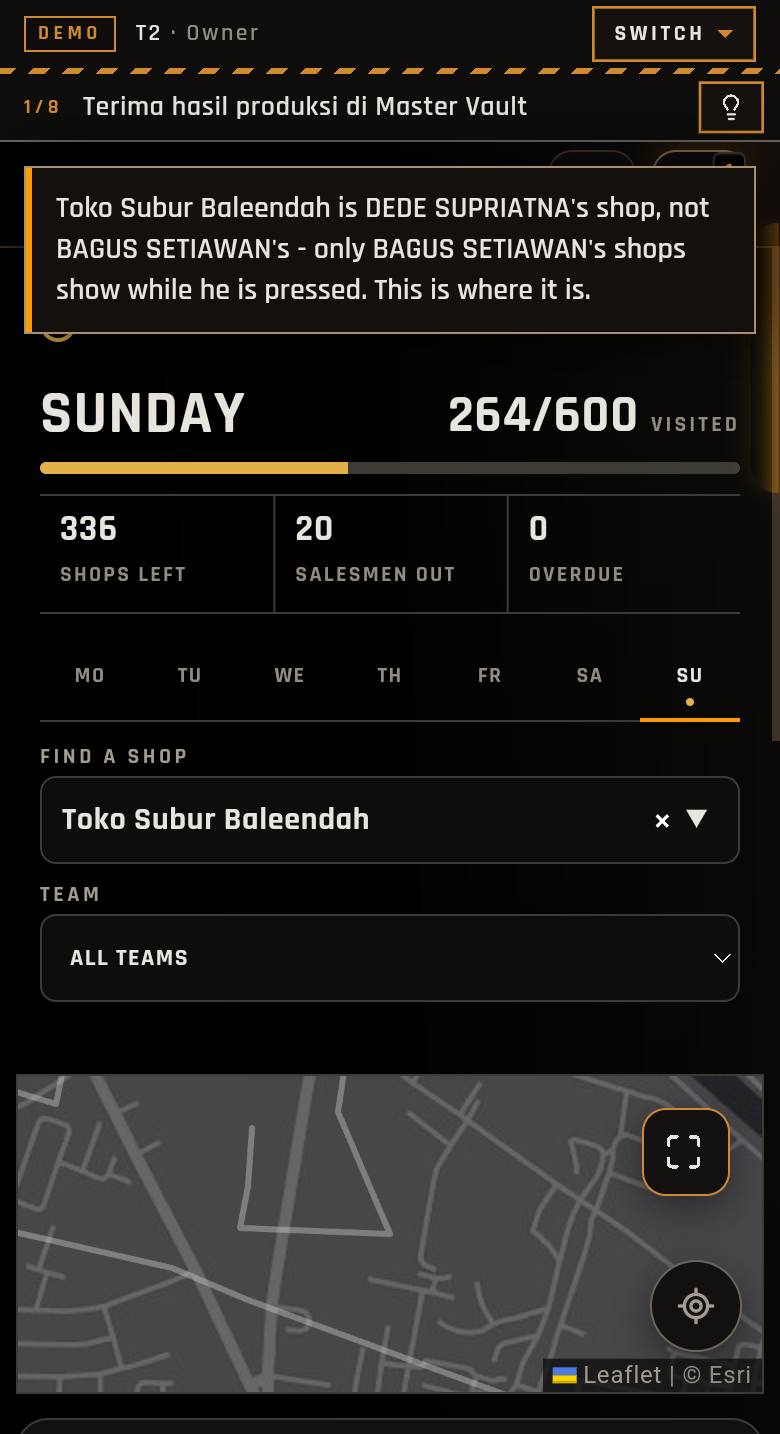 DEMO T2 · Owner SWITCH
1/8 Terima hasil produksi di Master Vault
Toko Subur Baleendah is DEDE SUPRIATNA's shop, not
BAGUS SETIAWAN's - only BAGUS SETIAWAN's shops
show while he is pressed. This is where it is.
SUNDAY 264/600 VISITED
336 20 0
SHOPS LEFT SALESMEN OUT OVERDUE
MO TU WE TH FR SA SU
FIND A SHOP
Toko Subur Baleendah × ▼
TEAM
ALL TEAMS
Leaflet | © Esri